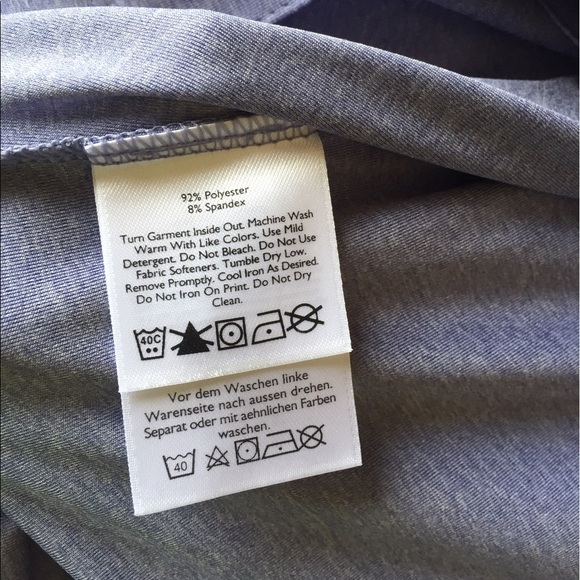 92% Polyester
8% Spandex
Turn Garment Inside Out. Machine Wash
Warm With Like Colors. Use Mild
Detergent. Do Not Bleach. Do Not Use
Fabric Softeners. Tumble Dry Low.
Remove Promptly. Cool Iron As Desired.
Do Not Iron On Print. Do Not Dry
Clean.
40C
Vor dem Waschen linke
Warenseite nach aussen drehen.
Separat oder mit aehnlichen Farben
waschen.
40